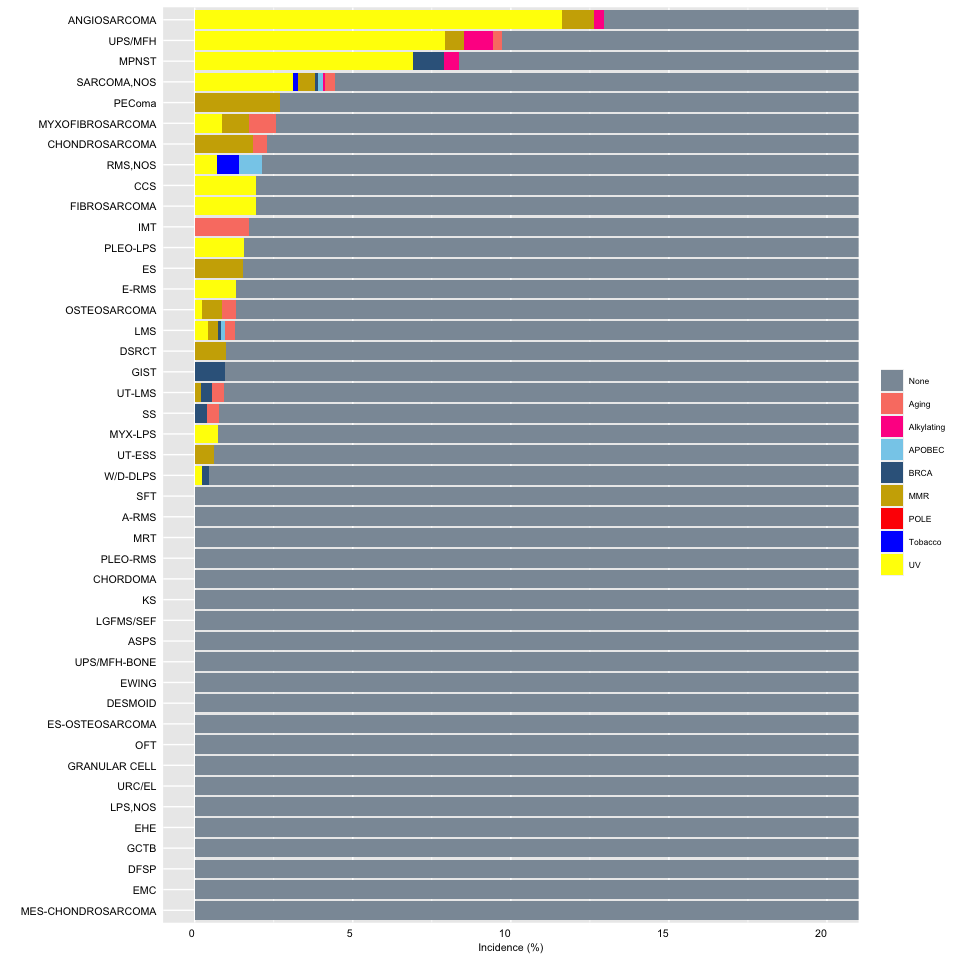 ANGIOSARCOMA
UPS/MFH
MPNST
SARCOMA,NOS
PEComa
MYXOFIBROSARCOMA
CHONDROSARCOMA
RMS,NOS
CCS
FIBROSARCOMA
IMT
PLEO-LPS
ES
E-RMS
OSTEOSARCOMA
LMS
DSRCT
GIST
UT-LMS
SS
MYX-LPS
UT-ESS
W/D-DLPS
SFT
A-RMS
MRT
PLEO-RMS
CHORDOMA
KS
LGFMS/SEF
ASPS
UPS/MFH-BONE
EWING
DESMOID
ES-OSTEOSARCOMA
OFT
GRANULAR CELL
URC/EL
LPS,NOS
EHE
GCTB
DFSP
EMC
MES-CHONDROSARCOMA
0 5 10 15 20
Incidence (%)
None
Aging
Alkylating
APOBEC
BRCA
MMR
POLE
Tobacco
UV